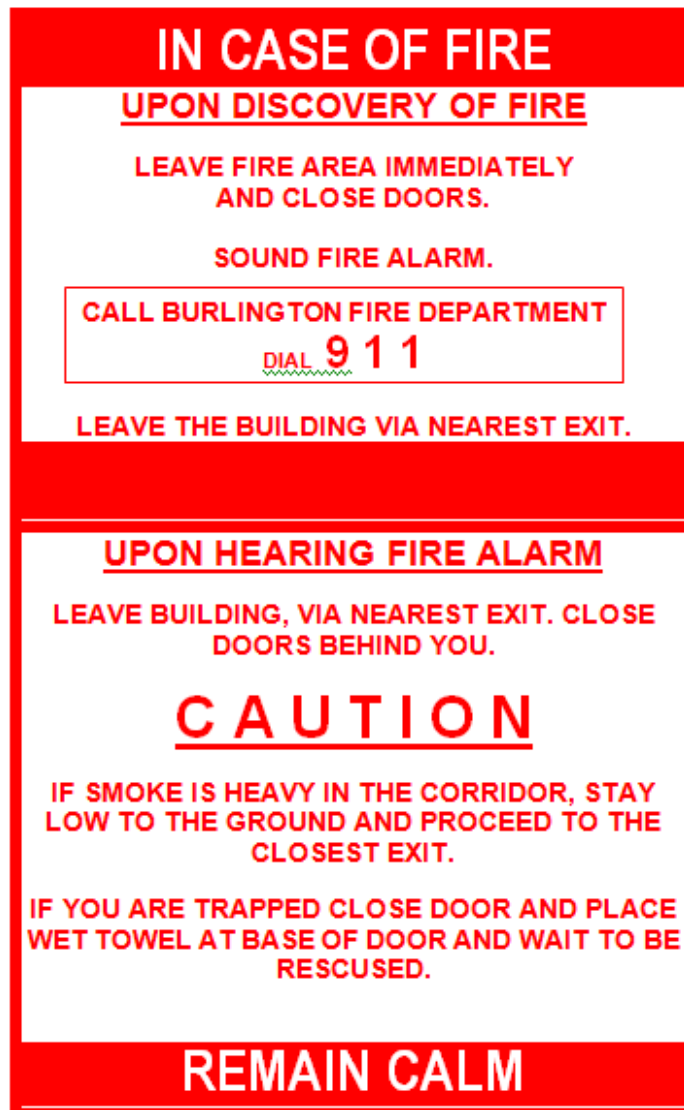 IN CASE OF FIRE
UPON DISCOVERY OF FIRE
LEAVE FIRE AREA IMMEDIATELY
AND CLOSE DOORS.
SOUND FIRE ALARM.
CALL BURLINGTON FIRE DEPARTMENT
DIAL 9 1 1
LEAVE THE BUILDING VIA NEAREST EXIT.
UPON HEARING FIRE ALARM
LEAVE BUILDING, VIA NEAREST EXIT. CLOSE
DOORS BEHIND YOU.
C A U T I O N
IF SMOKE IS HEAVY IN THE CORRIDOR, STAY
LOW TO THE GROUND AND PROCEED TO THE
CLOSEST EXIT.
IF YOU ARE TRAPPED CLOSE DOOR AND PLACE
WET TOWEL AT BASE OF DOOR AND WAIT TO BE
RESCUSED.
REMAIN CALM